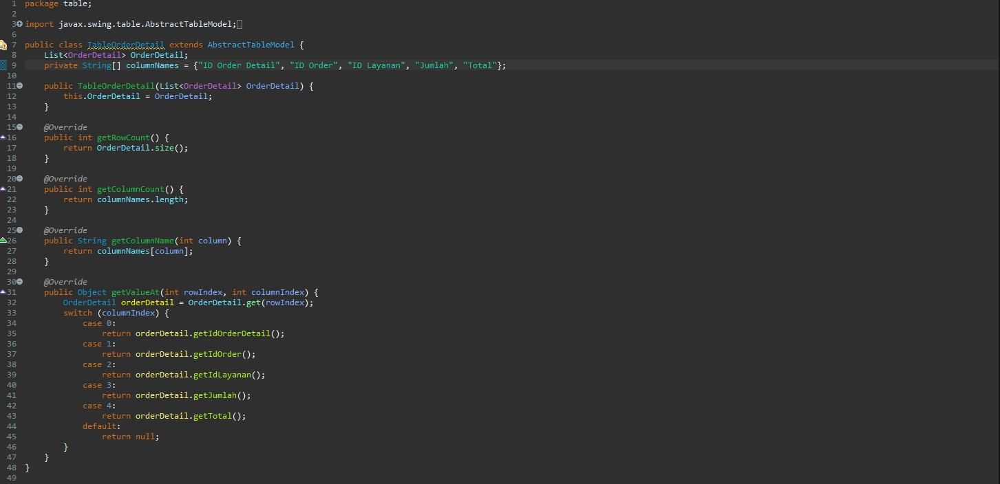 1 package table;
2
3 import javax.swing.table.AbstractTableModel;
6
7 public class TableOrderDetail extends AbstractTableModel {
8     List<OrderDetail> OrderDetail;
9     private String[] columnNames = {"ID Order Detail", "ID Order", "ID Layanan", "Jumlah", "Total"};
10
11     public TableOrderDetail(List<OrderDetail> OrderDetail) {
12         this.OrderDetail = OrderDetail;
13     }
14
15     @Override
16     public int getRowCount() {
17         return OrderDetail.size();
18     }
19
20     @Override
21     public int getColumnCount() {
22         return columnNames.length;
23     }
24
25     @Override
26     public String getColumnName(int column) {
27         return columnNames[column];
28     }
29
30     @Override
31     public Object getValueAt(int rowIndex, int columnIndex) {
32         OrderDetail orderDetail = OrderDetail.get(rowIndex);
33         switch (columnIndex) {
34             case 0:
35                 return orderDetail.getIdOrderDetail();
36             case 1:
37                 return orderDetail.getIdOrder();
38             case 2:
39                 return orderDetail.getIdLayanan();
40             case 3:
41                 return orderDetail.getJumlah();
42             case 4:
43                 return orderDetail.getTotal();
44             default:
45                 return null;
46         }
47     }
48 }
49